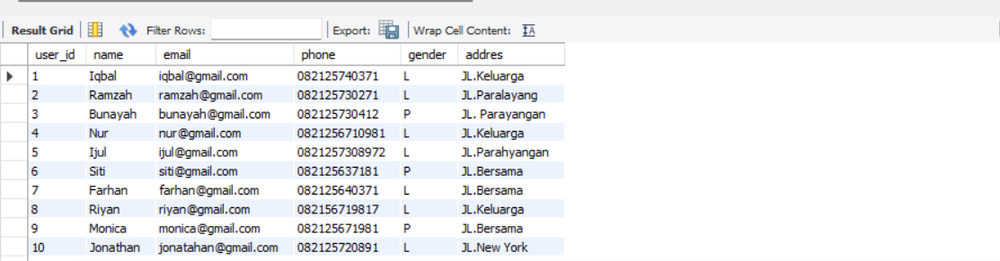 Result Grid Filter Rows: Export: Wrap Cell Content:
user_id name email phone gender addres
1 Iqbal iqbal@gmail.com 082125740371 L JL.Keluarga
2 Ramzah ramzah@gmail.com 082125730271 L JL.Paralayang
3 Bunayah bunayah@gmail.com 082125730412 P JL. Parayangan
4 Nur nur@gmail.com 0821256710981 L JL.Keluarga
5 Ijul ijul@gmail.com 0821257308972 L JL.Parahyangan
6 Siti siti@gmail.com 082125637181 P JL.Bersama
7 Farhan farhan@gmail.com 082125640371 L JL.Bersama
8 Riyan riyan@gmail.com 082156719817 L JL.Keluarga
9 Monica monica@gmail.com 082125671981 P JL.Bersama
10 Jonathan jonatahan@gmail.com 082125720891 L JL.New York